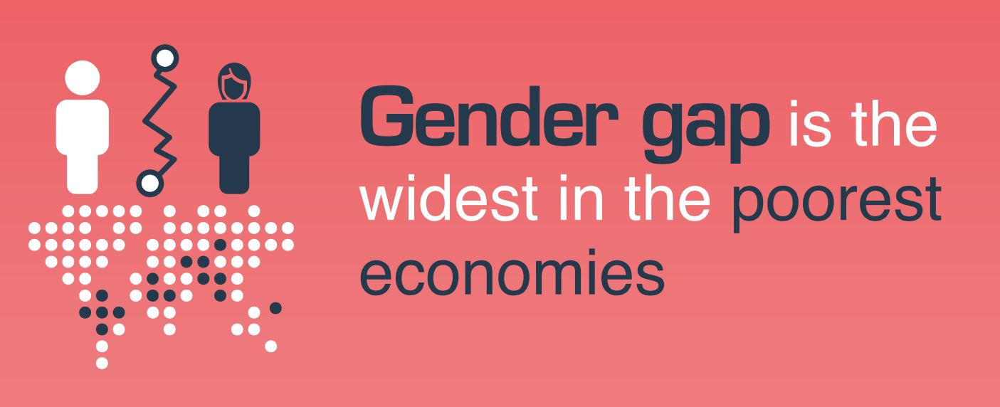 Gender gap is the
widest in the poorest
economies